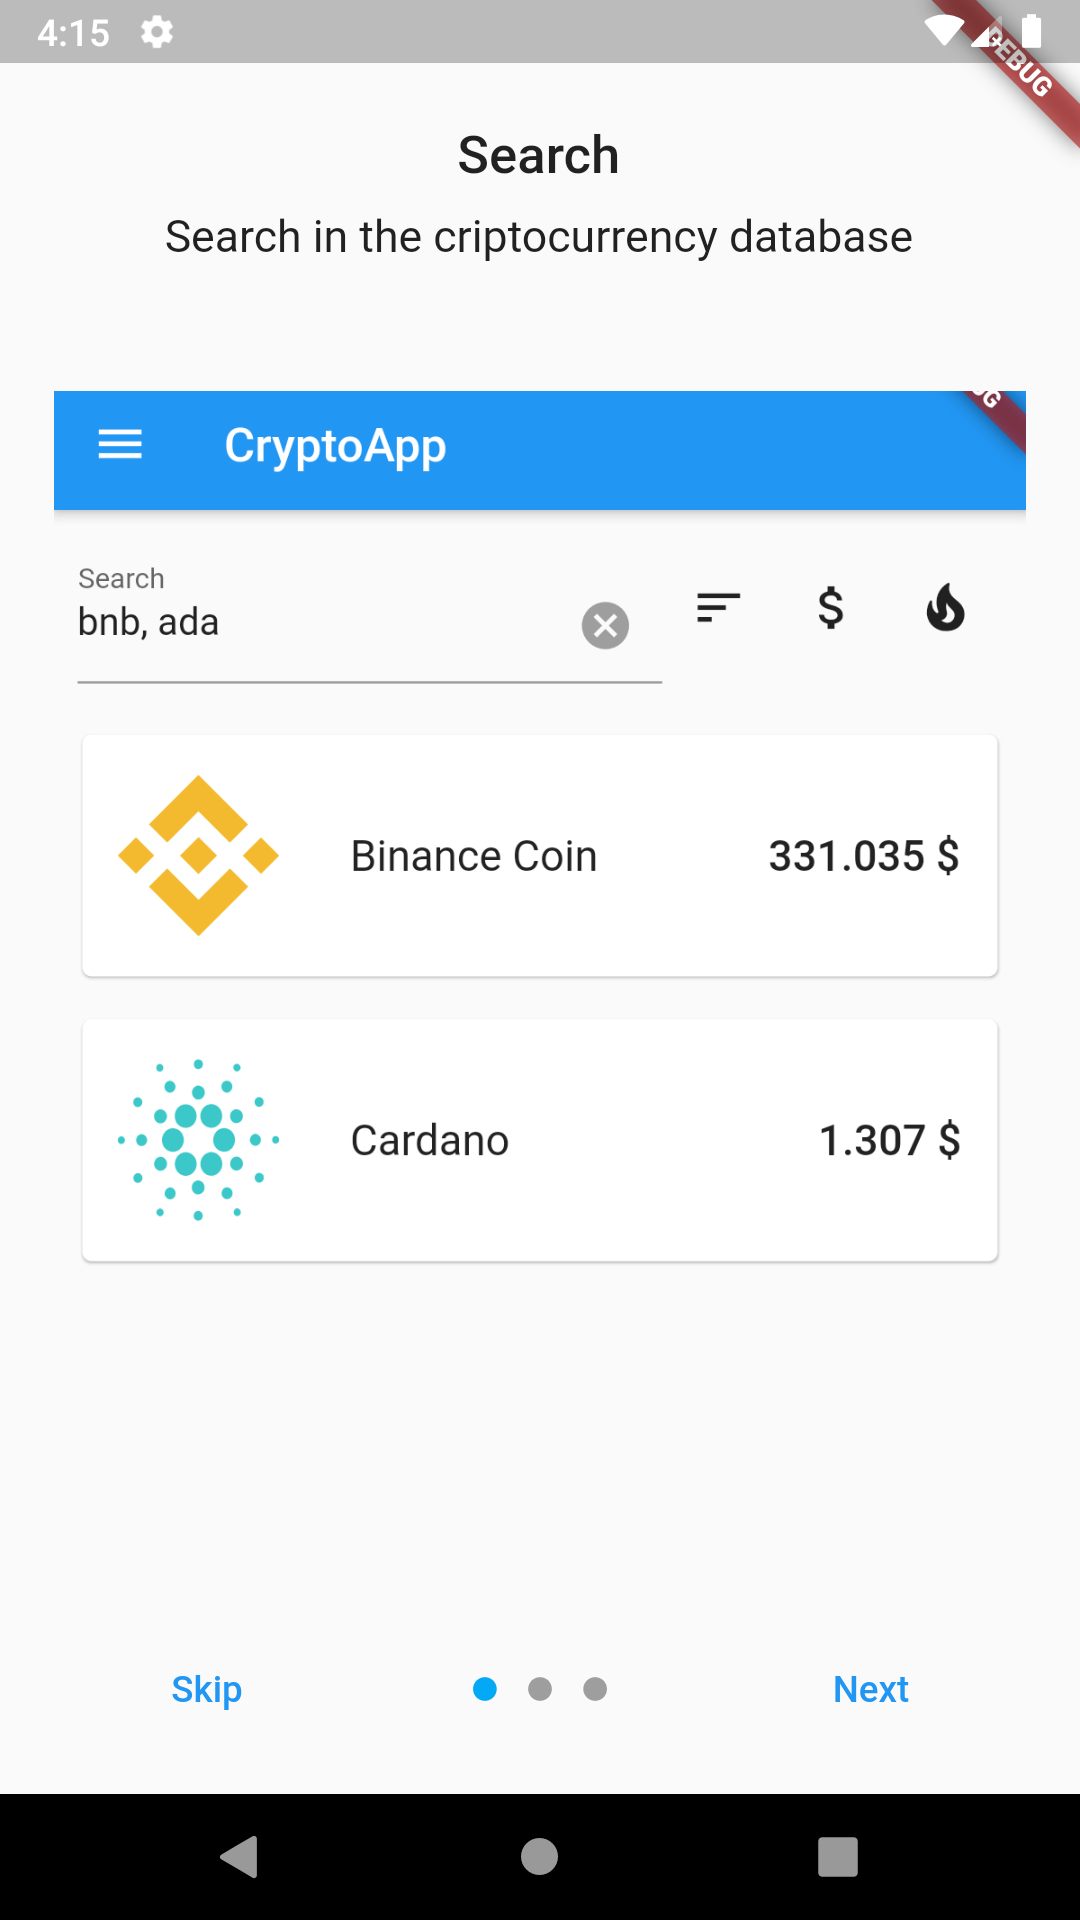 4:15
DEBUG
Search
Search in the criptocurrency database
CryptoApp
Search
bnb, ada
$
Binance Coin
331.035 $
Cardano
1.307 $
Skip
Next